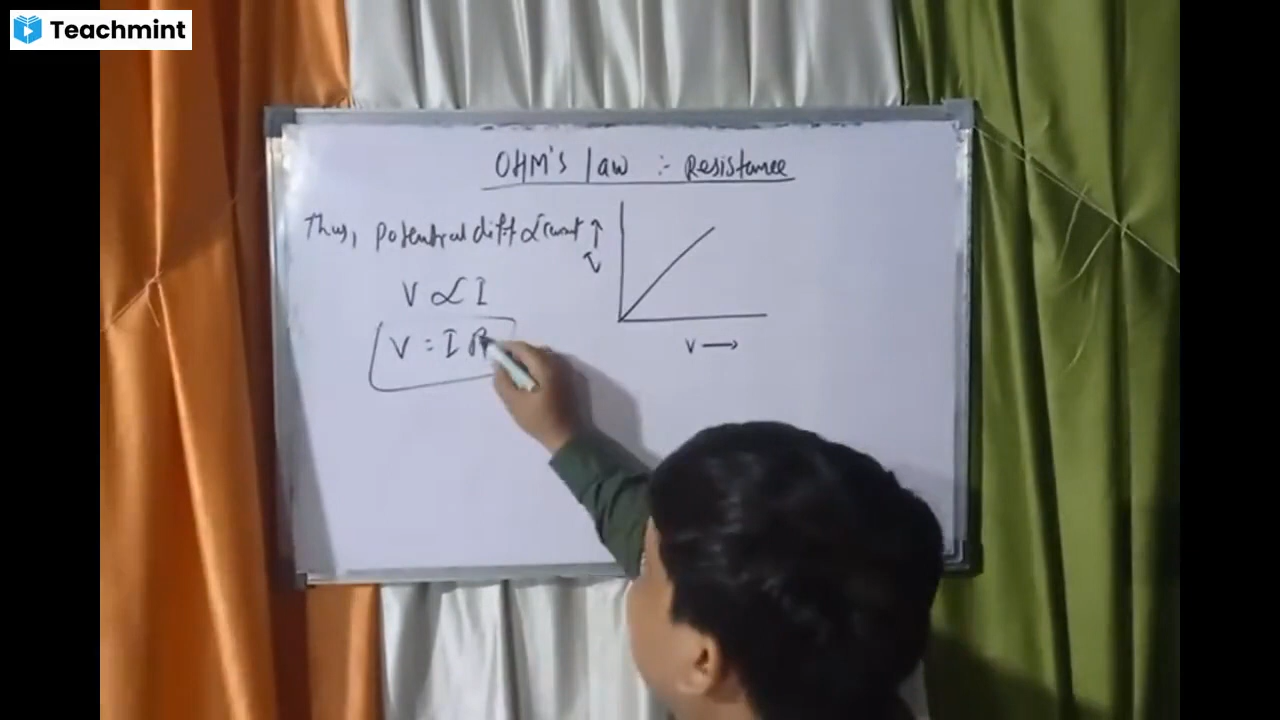 Teachmint
OHM's law :- Resistance
Thus, potential diff ∝ current
V ∝ I
V = I R
↑
I
V →